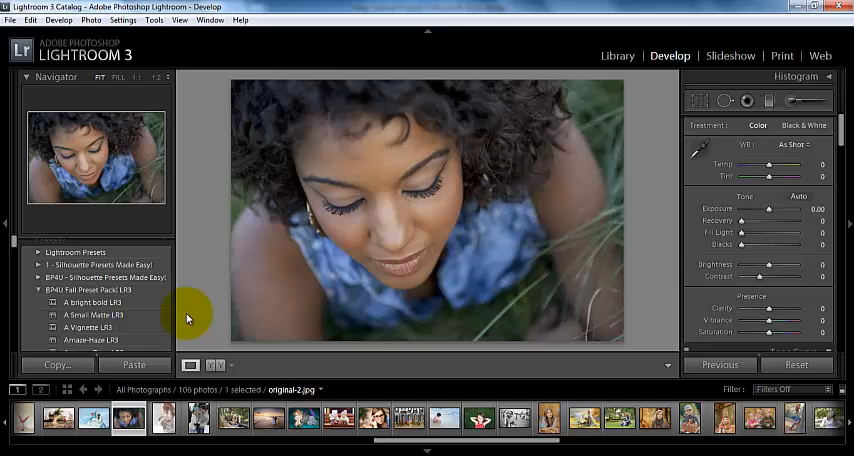 Lightroom 3 Catalog - Adobe Photoshop Lightroom - Develop
File Edit Develop Photo Settings Tools View Window Help
Lr
ADOBE PHOTOSHOP
LIGHTROOM 3
Library Develop Slideshow Print Web
Navigator FIT FILL 1:1 1:2
Histogram
Treatment : Color Black & White
WB : As Shot
Temp 0
Tint 0
Tone Auto
Exposure 0.00
Recovery 0
Fill Light 0
Blacks 0
Brightness 0
Contrast 0
Presence
Clarity 0
Vibrance 0
Saturation 0
Presets
Lightroom Presets
1 - Silhouette Presets Made Easy!
BP4U - Silhouette Presets Made Easy!
BP4U Fall Preset Pack! LR3
A bright bold LR3
A Small Matte LR3
A Vignette LR3
Amaze-Haze LR3
Copy... Paste
Previous Reset
1 2 All Photographs / 106 photos / 1 selected / original-2.jpg Filter : Filters Off